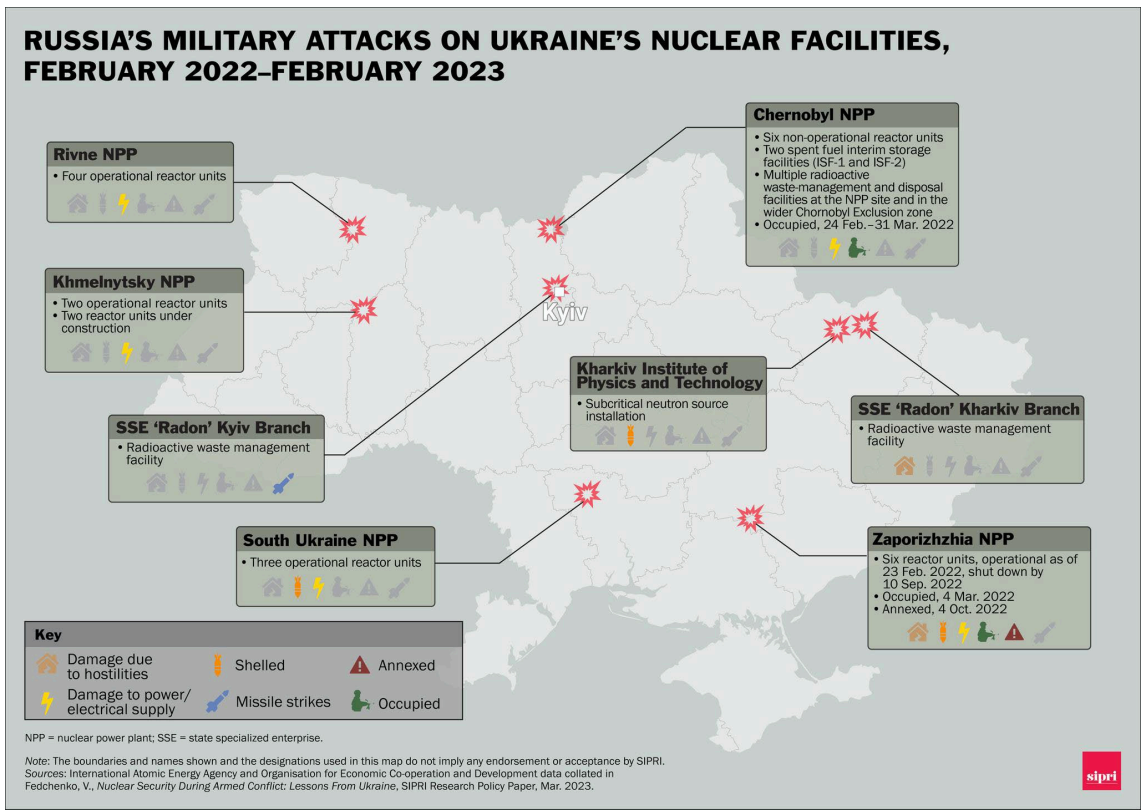 RUSSIA'S MILITARY ATTACKS ON UKRAINE'S NUCLEAR FACILITIES,
FEBRUARY 2022–FEBRUARY 2023
Rivne NPP
• Four operational reactor units
Chernobyl NPP
• Six non-operational reactor units
• Two spent fuel interim storage
facilities (ISF-1 and ISF-2)
• Multiple radioactive
waste-management and disposal
facilities at the NPP site and in the
wider Chornobyl Exclusion zone
• Occupied, 24 Feb.–31 Mar. 2022
Khmelnytsky NPP
• Two operational reactor units
• Two reactor units under
construction
Kyiv
Kharkiv Institute of
Physics and Technology
• Subcritical neutron source
installation
SSE 'Radon' Kharkiv Branch
• Radioactive waste management
facility
SSE 'Radon' Kyiv Branch
• Radioactive waste management
facility
South Ukraine NPP
• Three operational reactor units
Zaporizhzhia NPP
• Six reactor units, operational as of
23 Feb. 2022, shut down by
10 Sep. 2022
• Occupied, 4 Mar. 2022
• Annexed, 4 Oct. 2022
Key
Damage due
to hostilities
Shelled
Annexed
Damage to power/
electrical supply
Missile strikes
Occupied
NPP = nuclear power plant; SSE = state specialized enterprise.
Note: The boundaries and names shown and the designations used in this map do not imply any endorsement or acceptance by SIPRI.
Sources: International Atomic Energy Agency and Organisation for Economic Co-operation and Development data collated in
Fedchenko, V., Nuclear Security During Armed Conflict: Lessons From Ukraine, SIPRI Research Policy Paper, Mar. 2023.
sipri